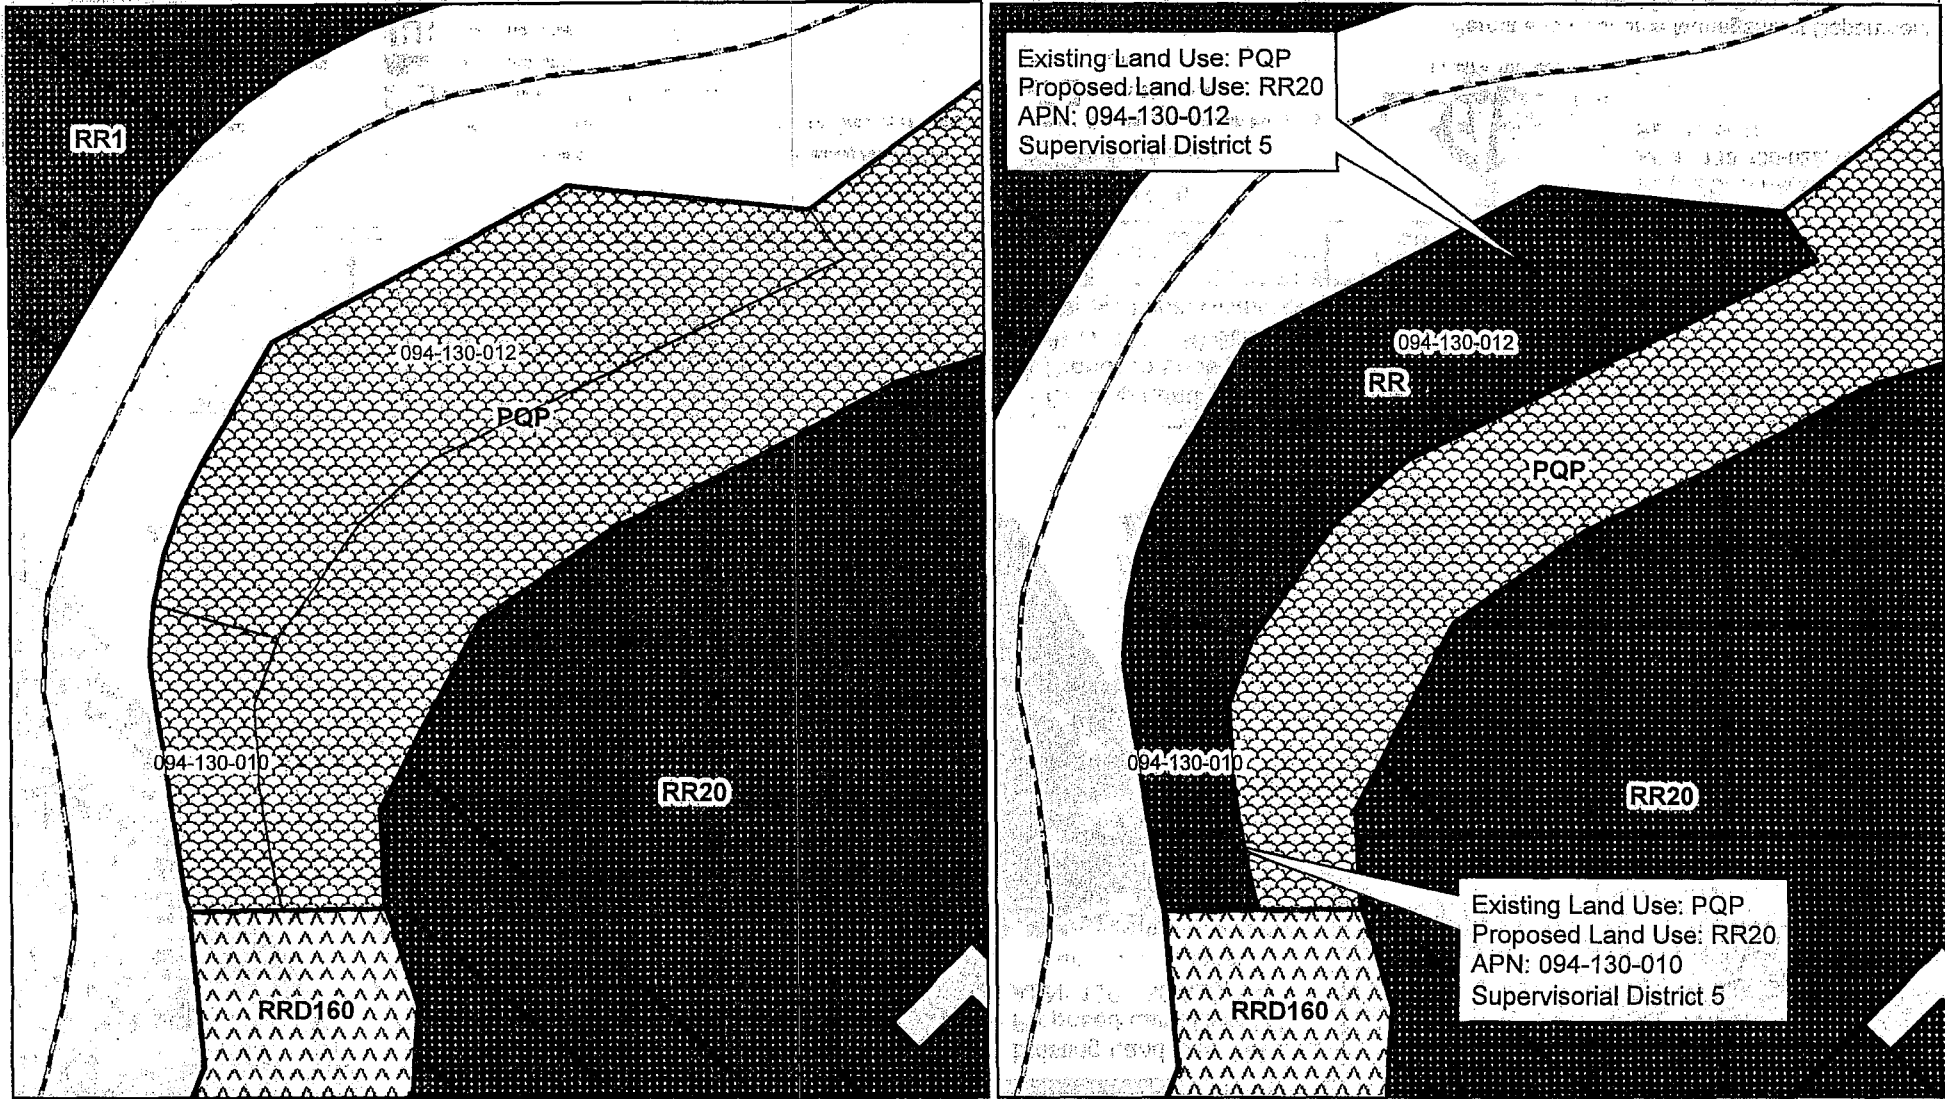 RR1
094-130-012
PQP
094-130-010
RR20
RRD160
Existing Land Use: PQP
Proposed Land Use: RR20
APN: 094-130-012
Supervisorial District 5
094-130-012
RR
PQP
094-130-010
RR20
Existing Land Use: PQP
Proposed Land Use: RR20
APN: 094-130-010
Supervisorial District 5
RRD160